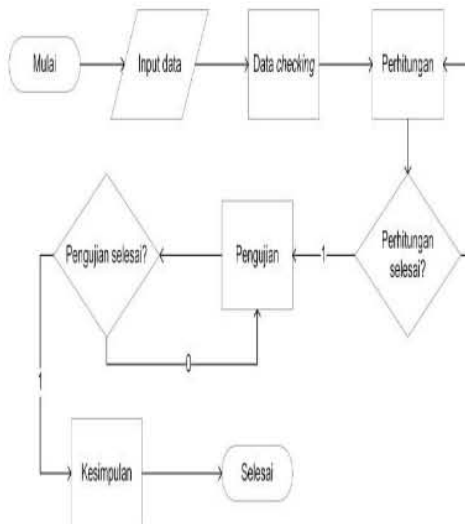 Mulai
Input data
Data checking
Perhitungan
Perhitungan
selesai?
1
Pengujian
Pengujian selesai?
0
1
Kesimpulan
Selesai